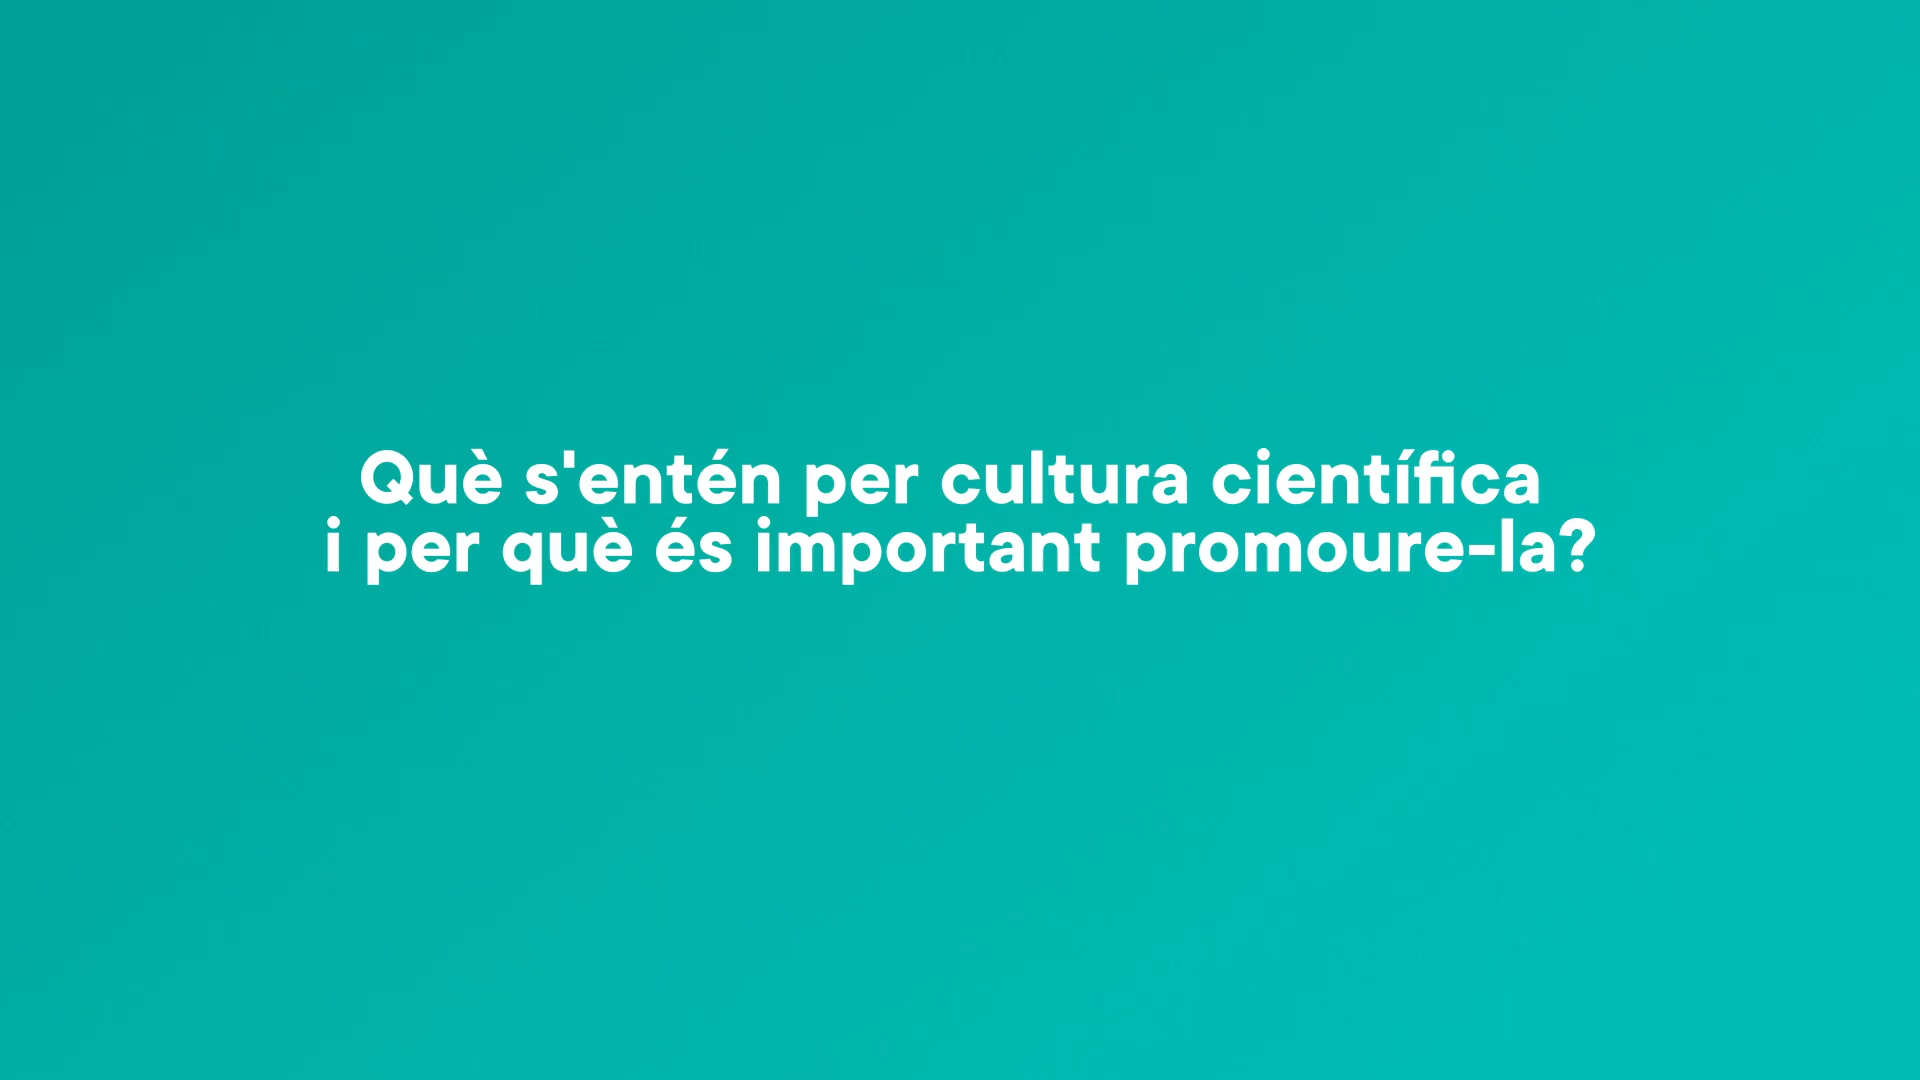 Què s'entén per cultura científica
i per què és important promoure-la?